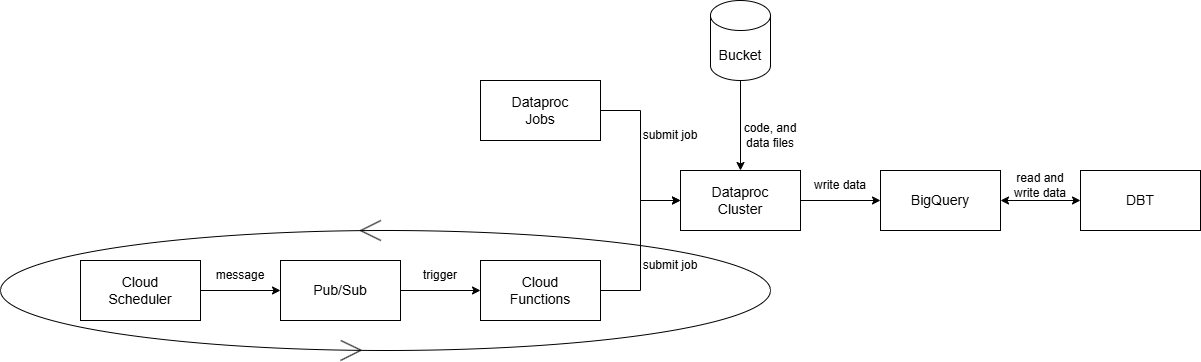 Bucket
Dataproc
Jobs
submit job
code, and
data files
Dataproc
Cluster
write data
BigQuery
read and
write data
DBT
Cloud
Scheduler
message
Pub/Sub
trigger
Cloud
Functions
submit job